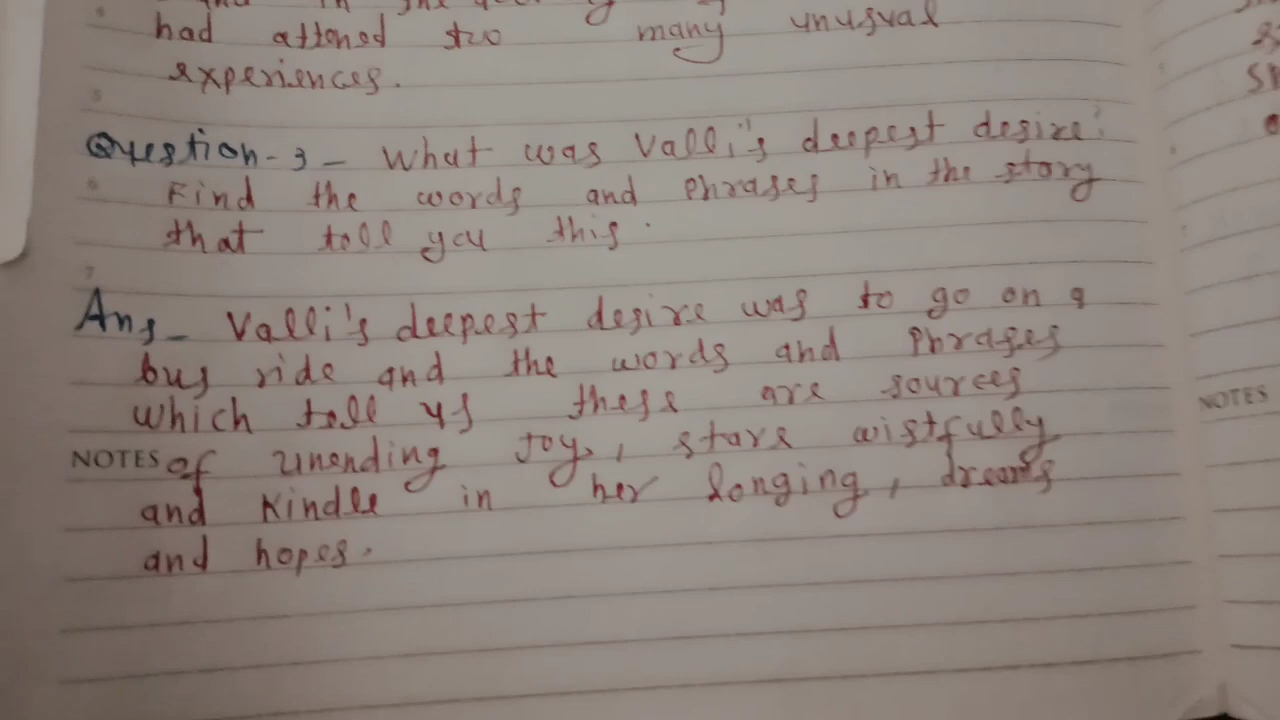 had attened two many unusual
experiences.
Question-3- What was Valli's deepest desire.
Find the words and Phrases in the story
that tell you this.
Ans- Valli's deepest desire was to go on a
bus ride and the words and Phrases
which tell us these are sources
NOTES of unending Joy, stare wistfully
and Kindle in her longing, dreams
and hopes.
NOTES